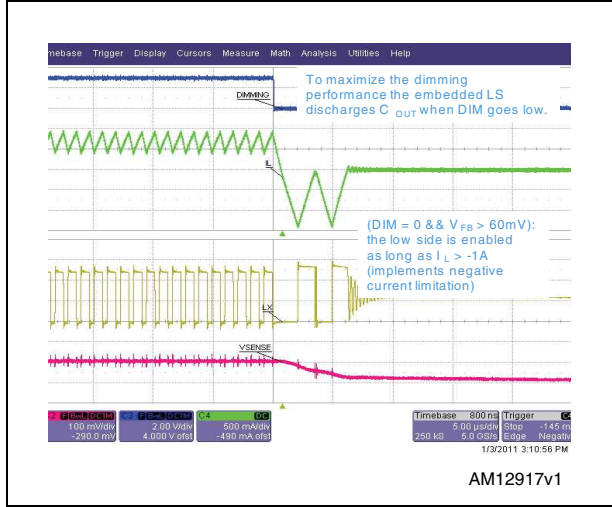 mebase Trigger Display Cursors Measure Math Analysis Utilities Help
To maximize the dimming
performance the embedded LS
discharges C OUT when DIM goes low.
DIMMING
IL
(DIM = 0 && V FB > 60mV):
the low side is enabled
as long as I L > -1A
(implements negative
current limitation)
LX
VSENSE
100 mV/div
-290.0 mV
2.00 V/div
4.000 V ofst
C4 DC
500 mA/div
-490 mA ofst
Timebase 800 ns
5.00 µs/div
250 kS 5.0 GS/s
Trigger
Stop -145 m
Edge Negativ
1/3/2011 3:10:56 PM
AM12917v1